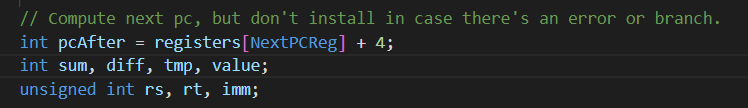 // Compute next pc, but don't install in case there's an error or branch.
int pcAfter = registers[NextPCReg] + 4;
int sum, diff, tmp, value;
unsigned int rs, rt, imm;